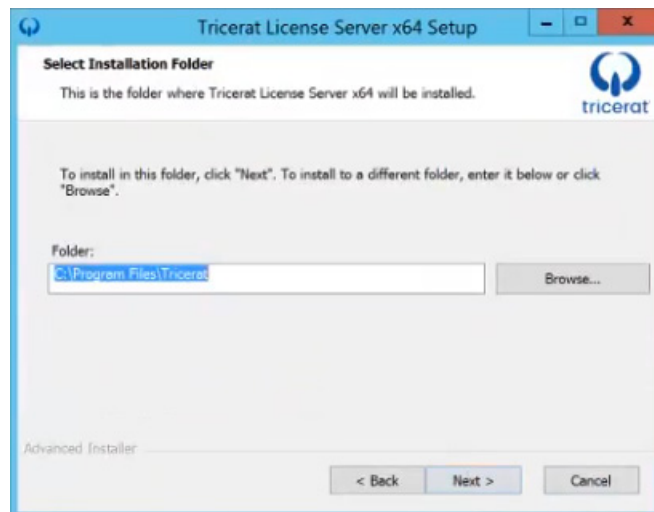 Tricerat License Server x64 Setup
Select Installation Folder
This is the folder where Tricerat License Server x64 will be installed.
tricerat
To install in this folder, click "Next". To install to a different folder, enter it below or click
"Browse".
Folder:
C:\Program Files\Tricerat
Browse...
Advanced Installer
< Back
Next >
Cancel